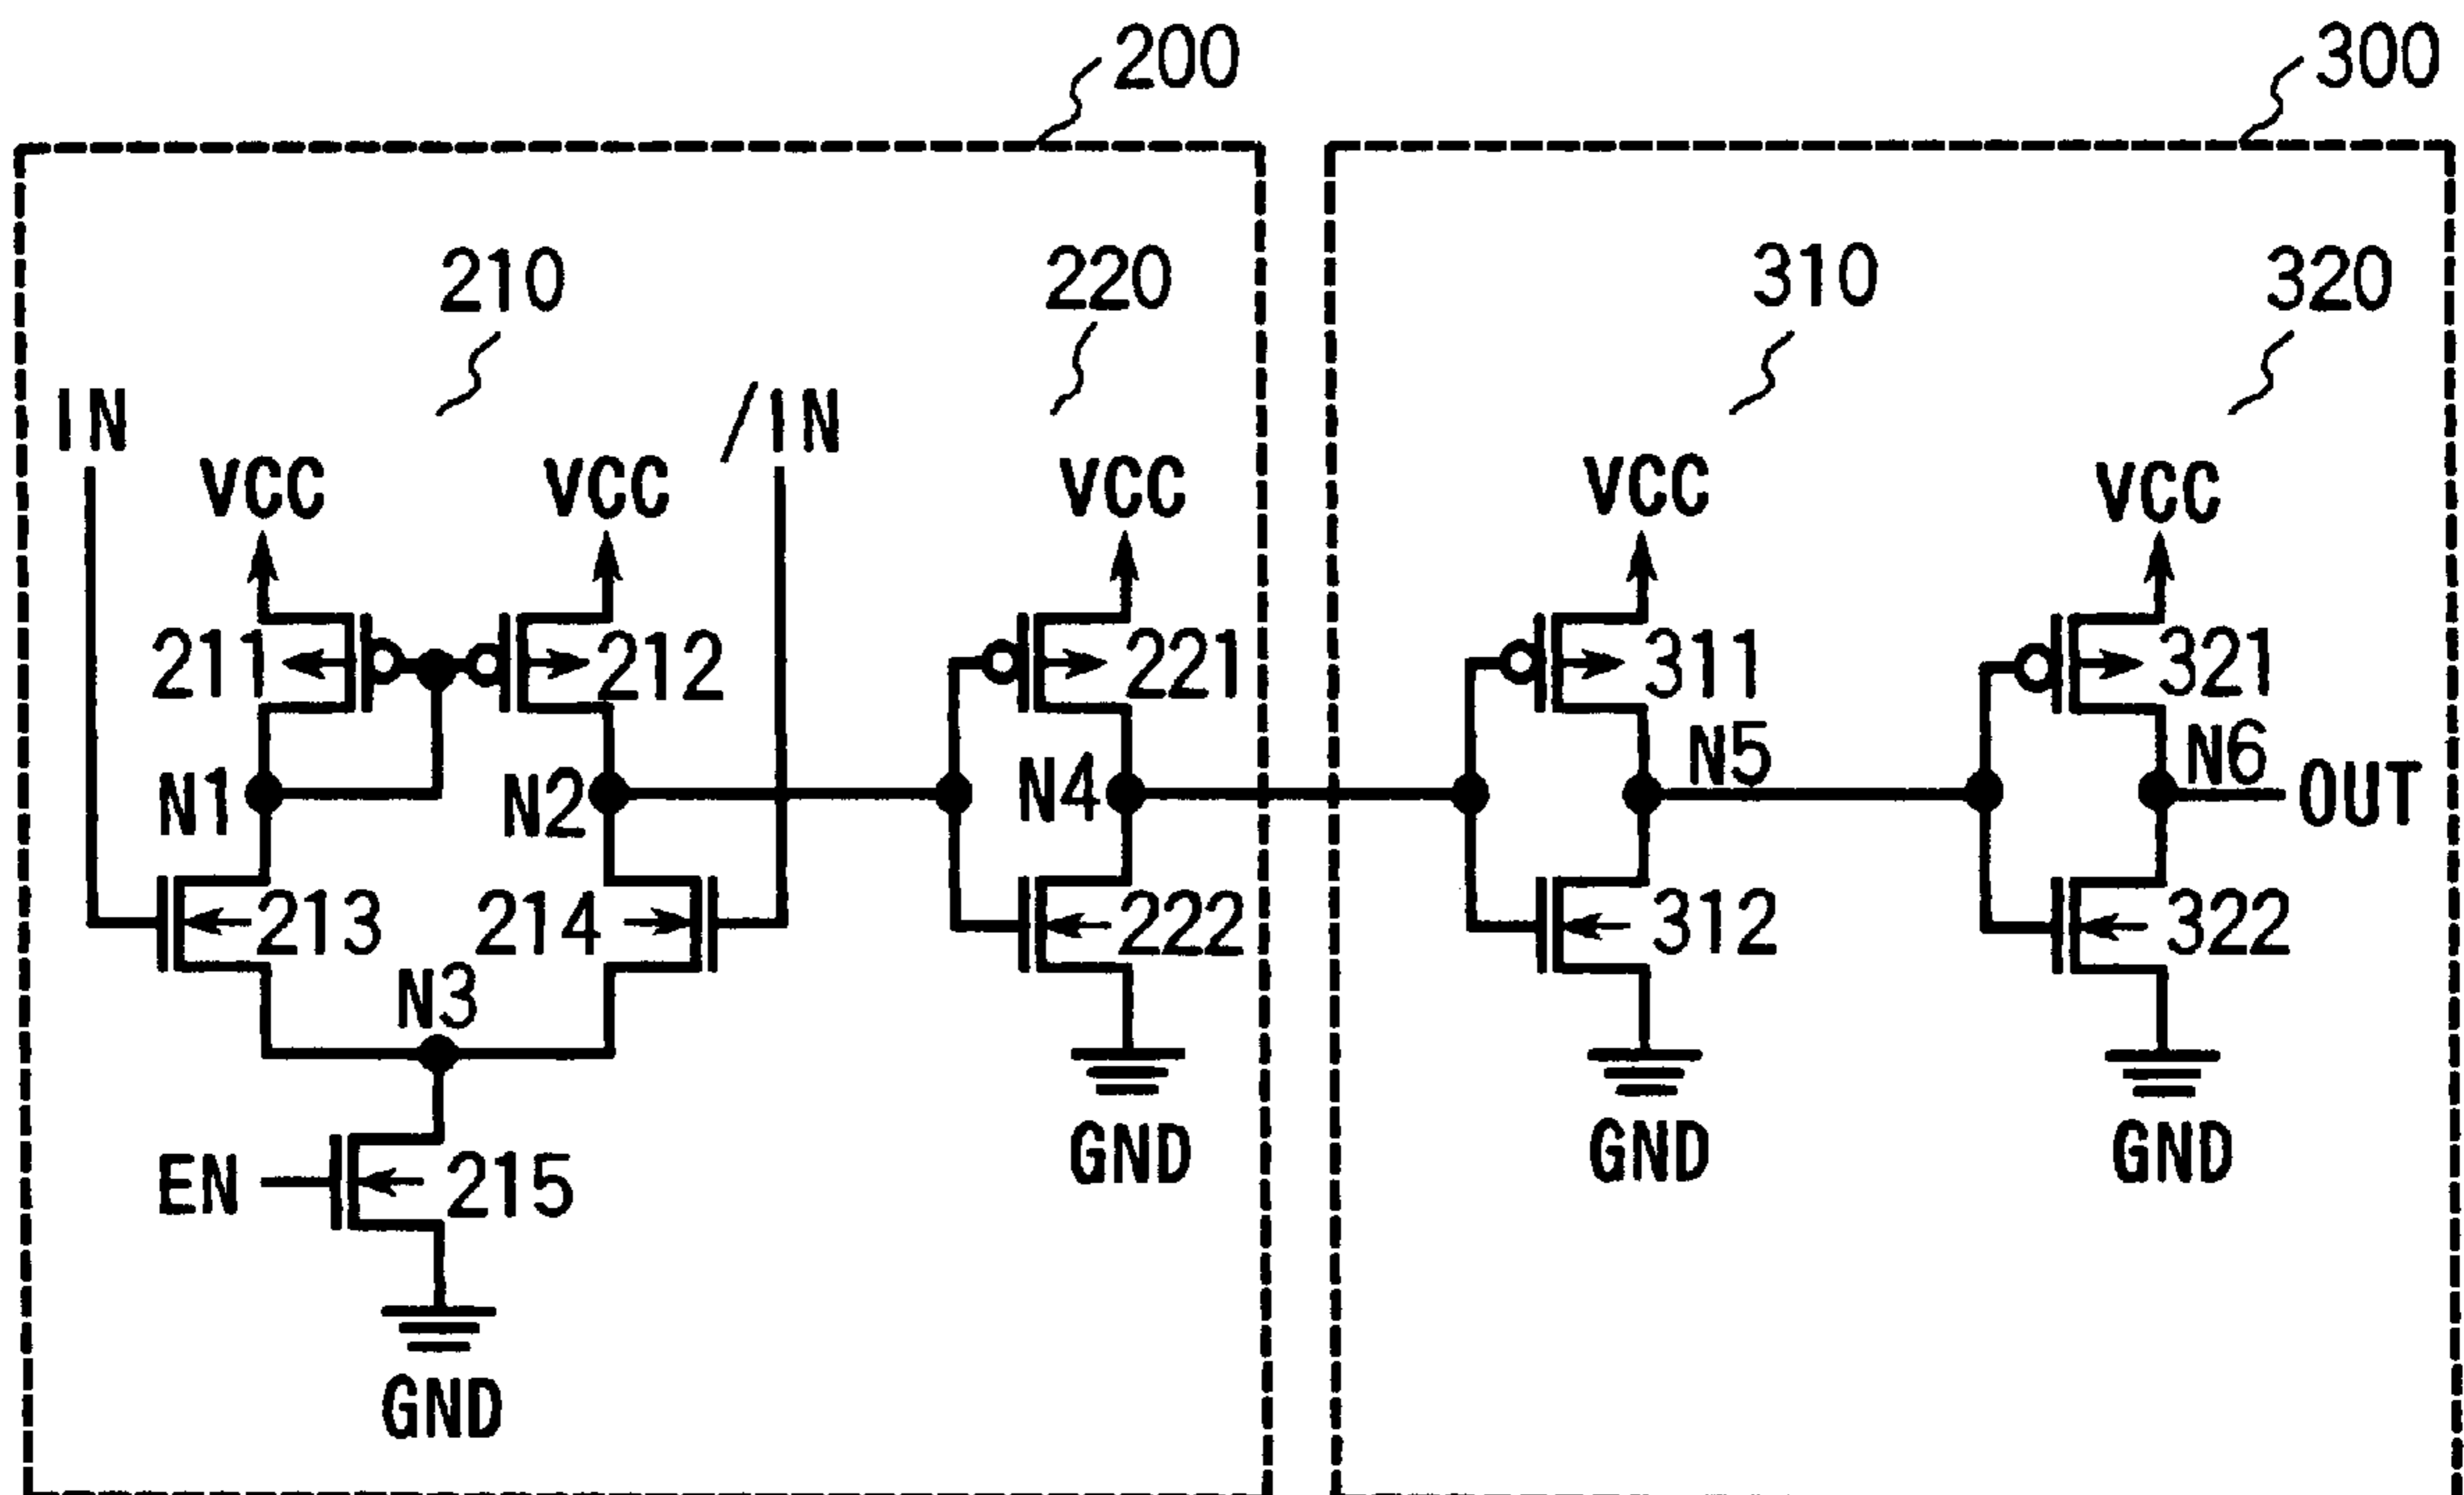 200
300
210
220
310
320
IN
/IN
VCC
VCC
VCC
VCC
VCC
211
212
221
311
321
N1
N2
N4
N5
N6
OUT
213
214
222
312
322
N3
EN
215
GND
GND
GND
GND